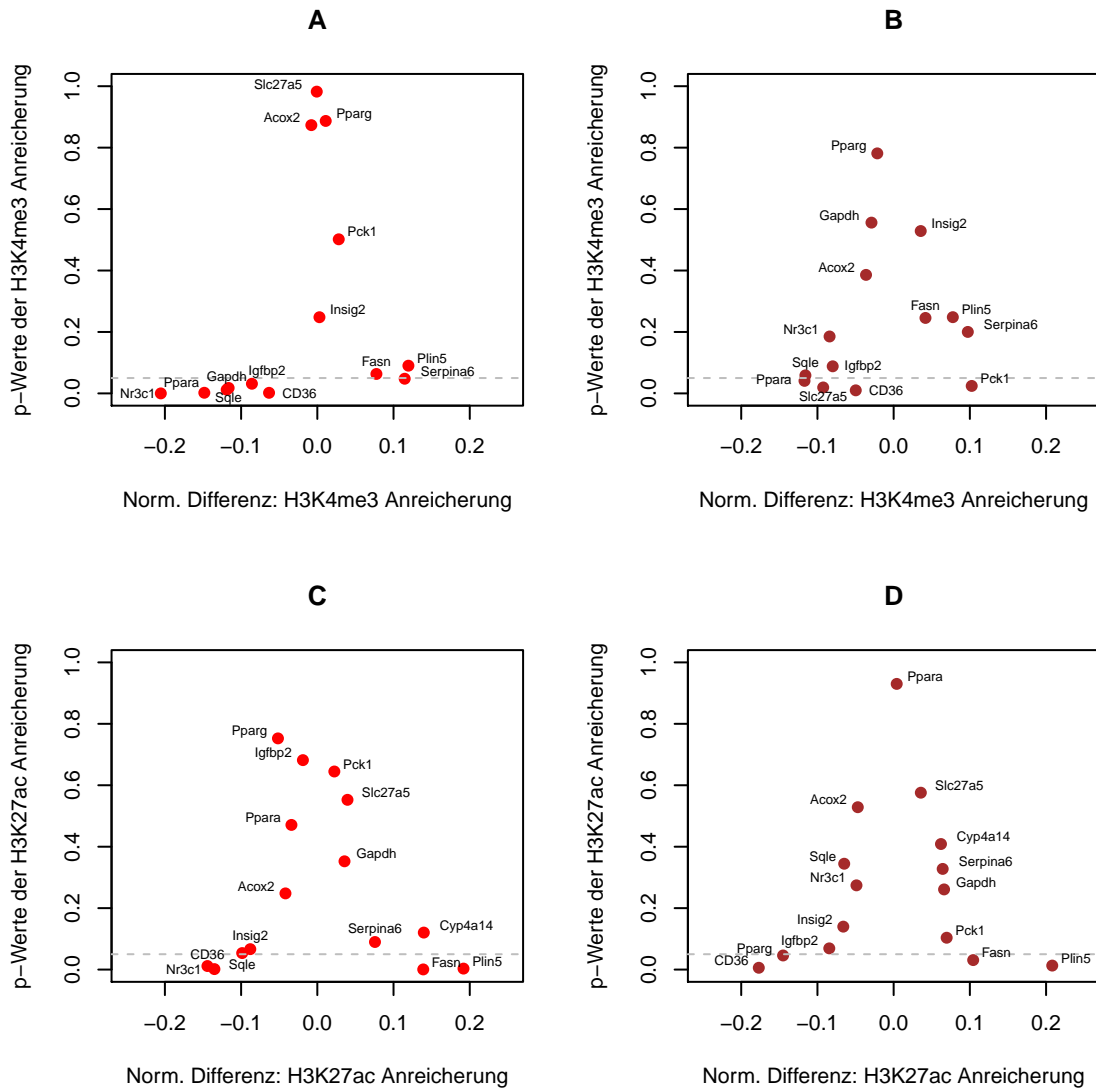 A
p−Werte der H3K4me3 Anreicherung
1.0
0.8
0.6
0.4
0.2
0.0
Slc27a5
Acox2
Pparg
Pck1
Insig2
Fasn
Plin5
Serpina6
Nr3c1
Ppara
Gapdh
Igfbp2
Sqle
CD36
−0.2 −0.1 0.0 0.1 0.2
Norm. Differenz: H3K4me3 Anreicherung
B
p−Werte der H3K4me3 Anreicherung
1.0
0.8
0.6
0.4
0.2
0.0
Pparg
Gapdh
Insig2
Acox2
Fasn
Plin5
Serpina6
Nr3c1
Sqle
Igfbp2
Ppara
Slc27a5
CD36
Pck1
−0.2 −0.1 0.0 0.1 0.2
Norm. Differenz: H3K4me3 Anreicherung
C
p−Werte der H3K27ac Anreicherung
1.0
0.8
0.6
0.4
0.2
0.0
Pparg
Igfbp2
Pck1
Slc27a5
Ppara
Gapdh
Acox2
Serpina6
Cyp4a14
Insig2
CD36
Nr3c1
Sqle
Fasn
Plin5
−0.2 −0.1 0.0 0.1 0.2
Norm. Differenz: H3K27ac Anreicherung
D
p−Werte der H3K27ac Anreicherung
1.0
0.8
0.6
0.4
0.2
0.0
Ppara
Slc27a5
Acox2
Cyp4a14
Sqle
Serpina6
Nr3c1
Gapdh
Insig2
Pck1
Igfbp2
Pparg
CD36
Fasn
Plin5
−0.2 −0.1 0.0 0.1 0.2
Norm. Differenz: H3K27ac Anreicherung